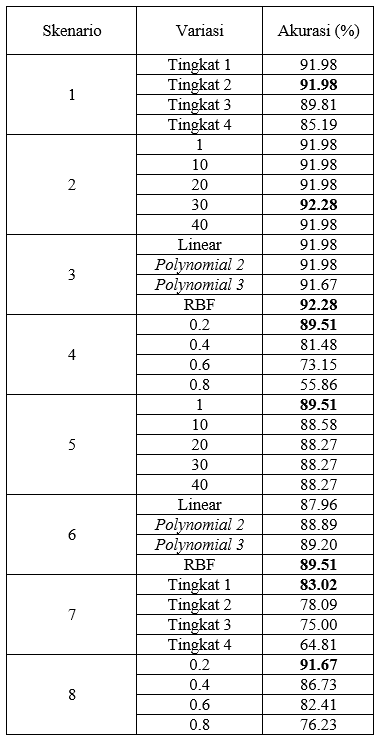 Skenario Variasi Akurasi (%)
1 Tingkat 1 91.98
Tingkat 2 91.98
Tingkat 3 89.81
Tingkat 4 85.19
2 1 91.98
10 91.98
20 91.98
30 92.28
40 91.98
3 Linear 91.98
Polynomial 2 91.98
Polynomial 3 91.67
RBF 92.28
4 0.2 89.51
0.4 81.48
0.6 73.15
0.8 55.86
5 1 89.51
10 88.58
20 88.27
30 88.27
40 88.27
6 Linear 87.96
Polynomial 2 88.89
Polynomial 3 89.20
RBF 89.51
7 Tingkat 1 83.02
Tingkat 2 78.09
Tingkat 3 75.00
Tingkat 4 64.81
8 0.2 91.67
0.4 86.73
0.6 82.41
0.8 76.23